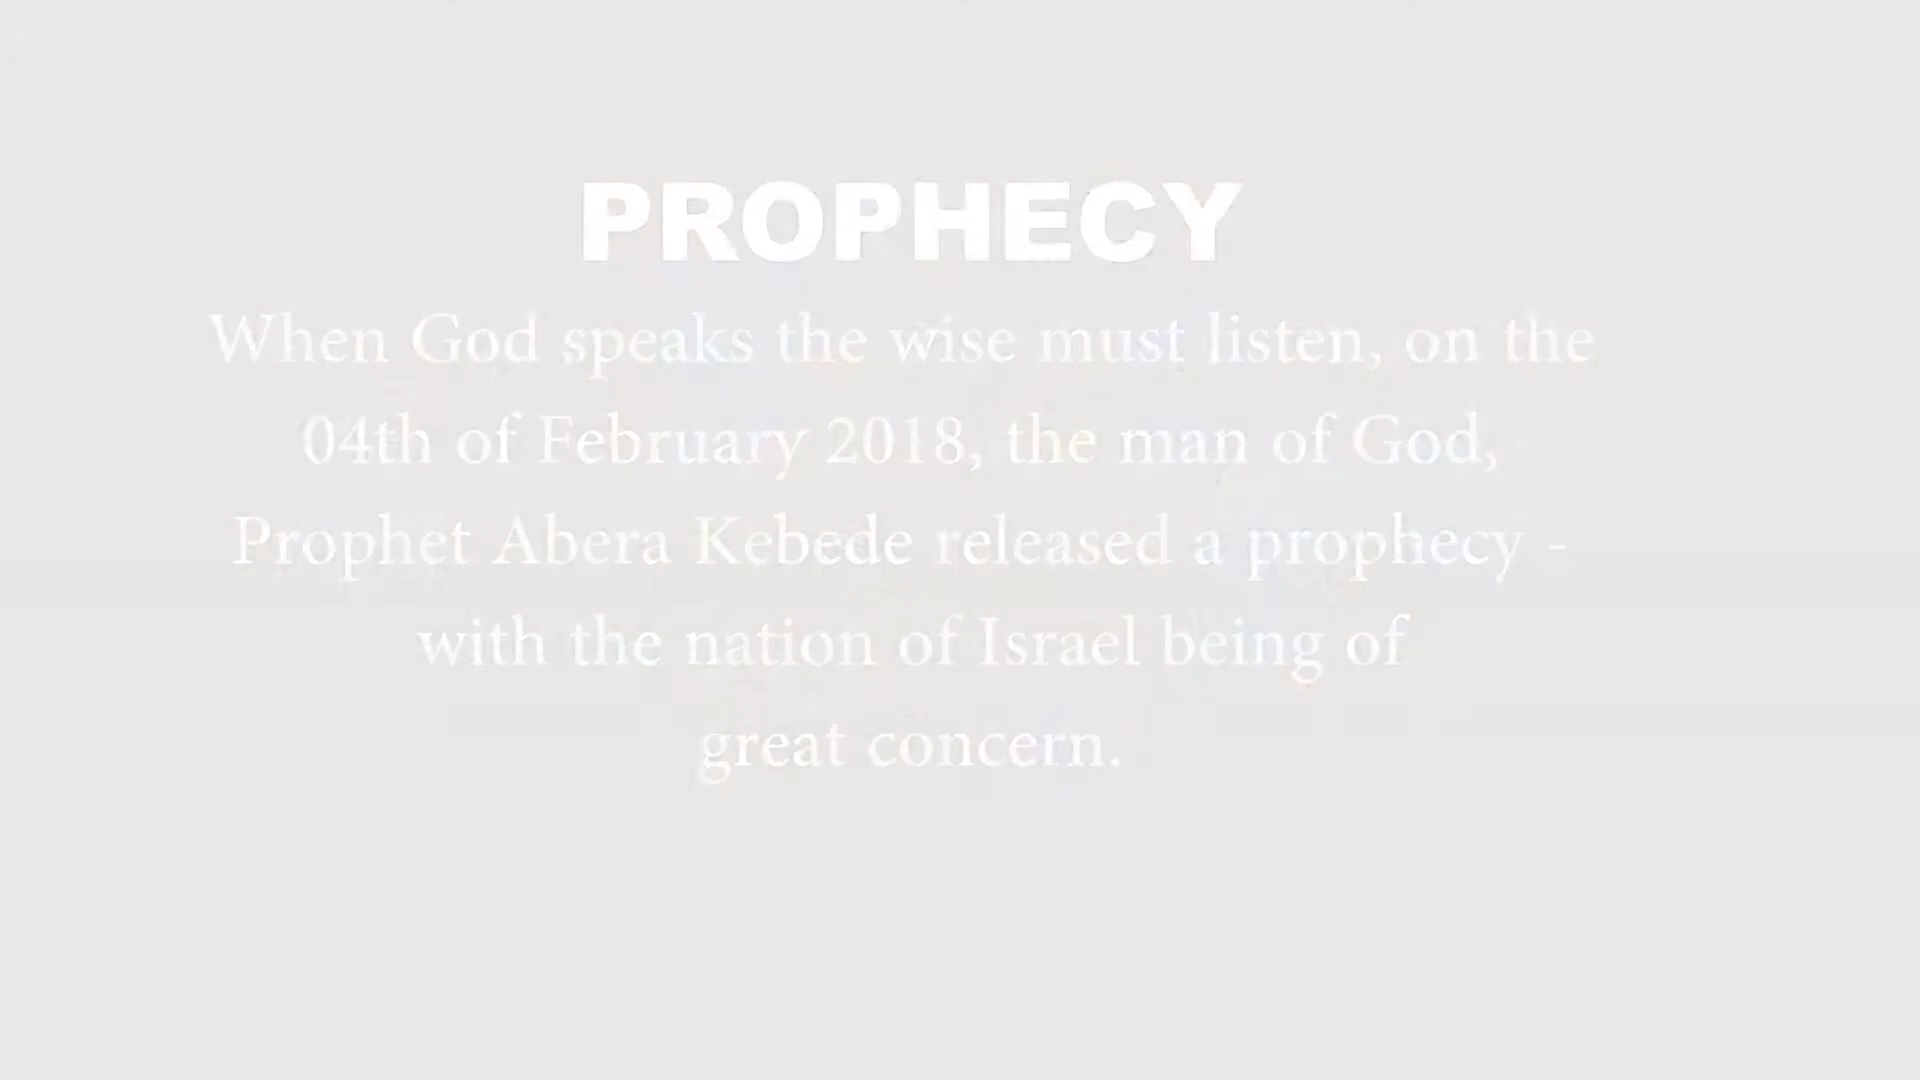 PROPHECY
When God speaks the wise must listen, on the
04th of February 2018, the man of God,
Prophet Abera Kebede released a prophecy -
with the nation of Israel being of
great concern.